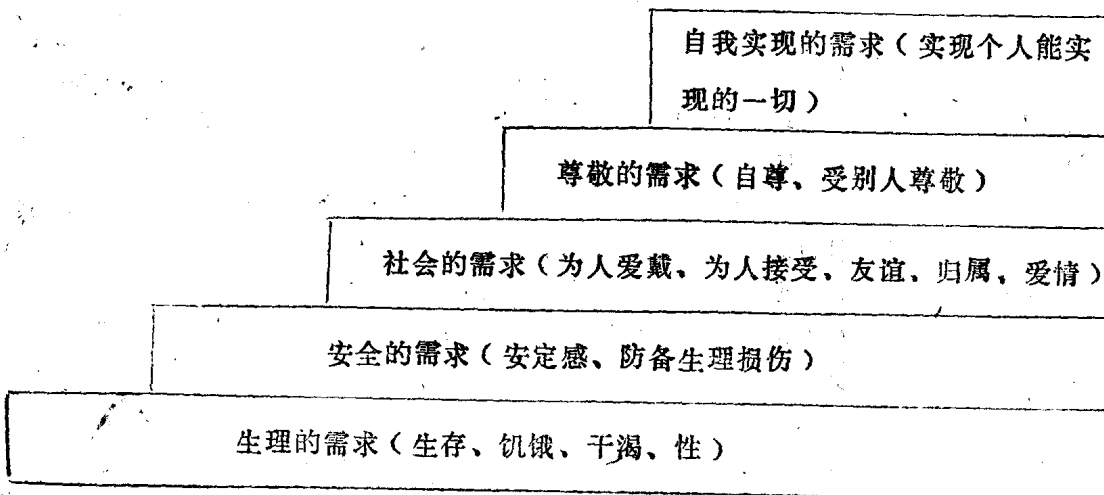 自我实现的需求(实现个人能实
现的一切)
尊敬的需求(自尊、受别人尊敬)
社会的需求(为人爱戴、为人接受、友谊、归属、爱情)
安全的需求(安定感、防备生理损伤)
生理的需求(生存、饥饿、干渴、性)